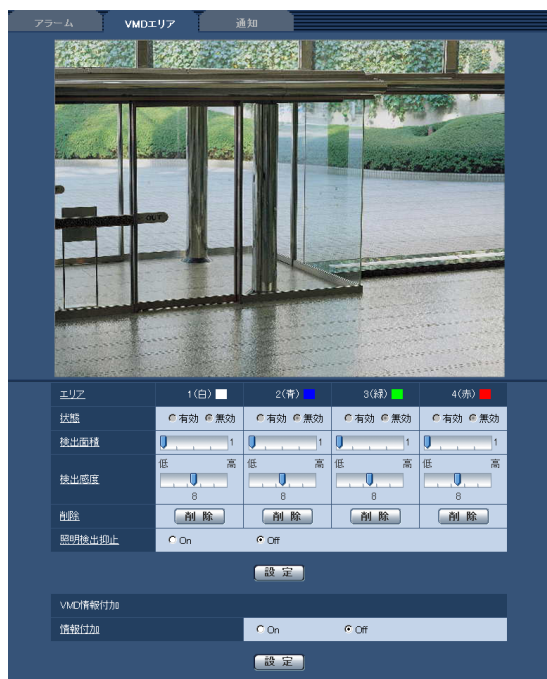 アラーム VMDエリア 通知
OUT
エリア 1(白) 2(青) 3(緑) 4(赤)
状態 有効 無効 有効 無効 有効 無効 有効 無効
検出面積 1 1 1 1
低 高 低 高 低 高 低 高
検出感度
8 8 8 8
削除 削 除 削 除 削 除 削 除
照明検出抑止 On Off
設 定
VMD情報付加
情報付加 On Off
設 定